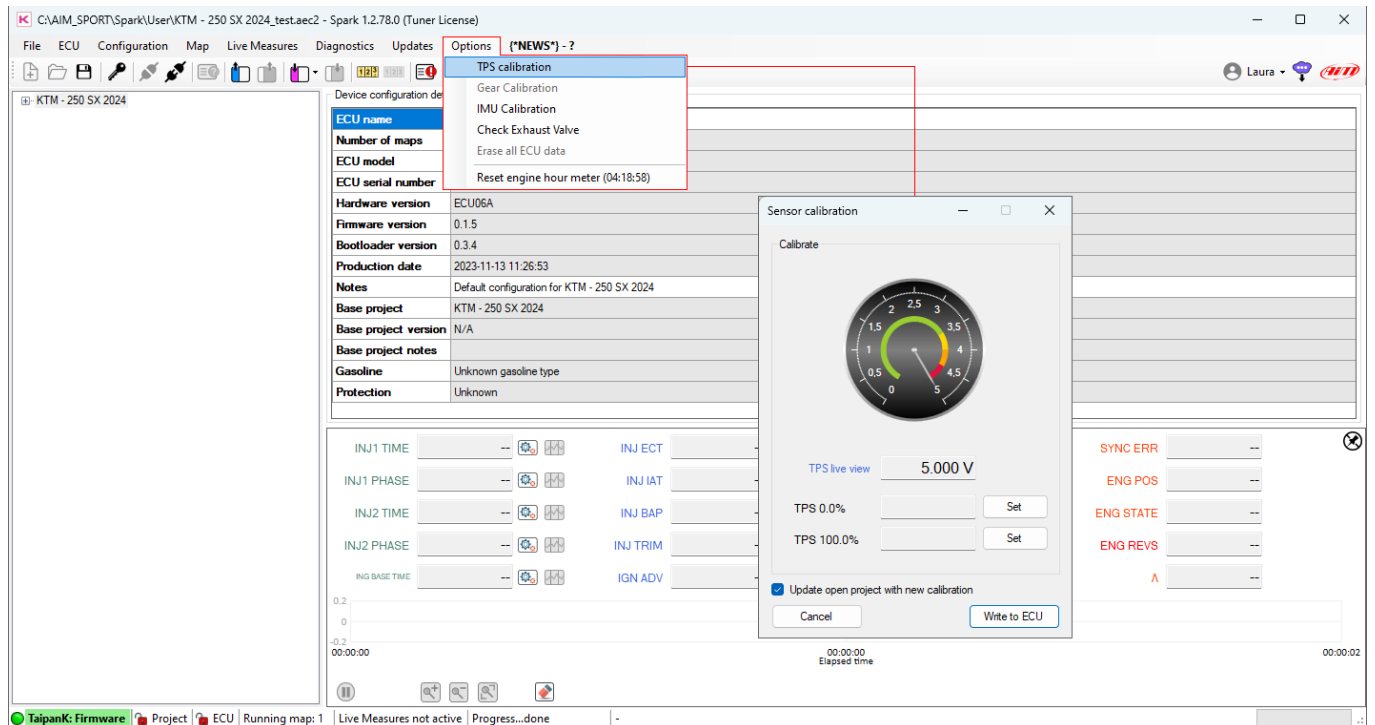 C:\AIM_SPORT\Spark\User\KTM - 250 SX 2024_test.aec2 - Spark 1.2.78.0 (Tuner License)
File ECU Configuration Map Live Measures Diagnostics Updates Options {*NEWS*} - ?
Laura
TPS calibration
Gear Calibration
IMU Calibration
Check Exhaust Valve
Erase all ECU data
Reset engine hour meter (04:18:58)
KTM - 250 SX 2024
Device configuration de
ECU name
Number of maps
ECU model
ECU serial number
Hardware version ECU06A
Firmware version 0.1.5
Bootloader version 0.3.4
Production date 2023-11-13 11:26:53
Notes Default configuration for KTM - 250 SX 2024
Base project KTM - 250 SX 2024
Base project version N/A
Base project notes
Gasoline Unknown gasoline type
Protection Unknown
Sensor calibration
Calibrate
0 0,5 1 1,5 2 2,5 3 3,5 4 4,5 5
TPS live view 5.000 V
TPS 0.0% Set
TPS 100.0% Set
Update open project with new calibration
Cancel Write to ECU
INJ1 TIME -- INJ ECT - SYNC ERR --
INJ1 PHASE -- INJ IAT - ENG POS --
INJ2 TIME -- INJ BAP - ENG STATE --
INJ2 PHASE -- INJ TRIM - ENG REVS --
ING BASE TIME -- IGN ADV - Λ --
0.2
0
-0.2
00:00:00 00:00:00 00:00:02
Elapsed time
TaipanK: Firmware Project ECU Running map: 1 Live Measures not active Progress...done -